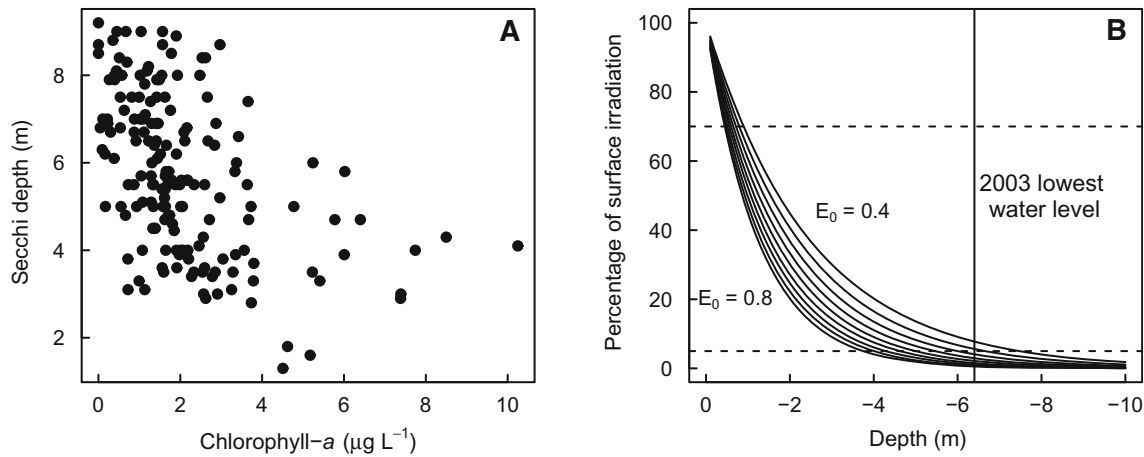 A
Secchi depth (m)
8
6
4
2
0 2 4 6 8 10
Chlorophyll−a (µg L⁻¹)
B
Percentage of surface irradiation
100
80
60
40
20
0
E₀ = 0.4
E₀ = 0.8
2003 lowest
water level
0 −2 −4 −6 −8 −10
Depth (m)